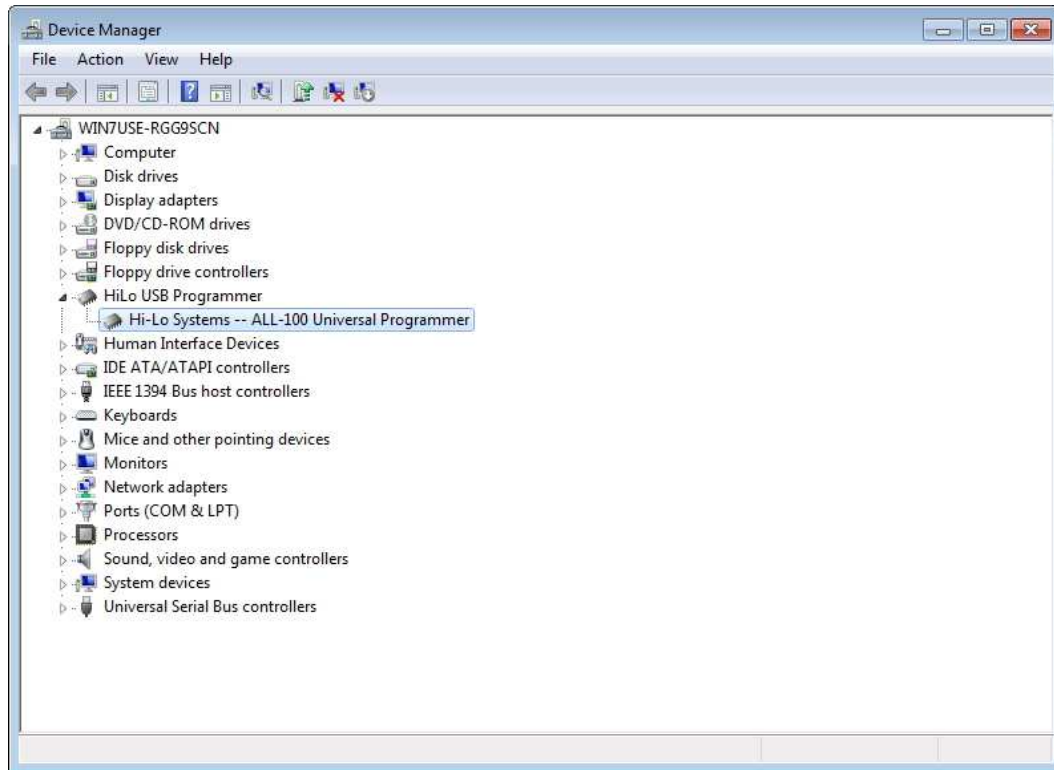 Device Manager
File Action View Help
WIN7USE-RGG9SCN
Computer
Disk drives
Display adapters
DVD/CD-ROM drives
Floppy disk drives
Floppy drive controllers
HiLo USB Programmer
Hi-Lo Systems -- ALL-100 Universal Programmer
Human Interface Devices
IDE ATA/ATAPI controllers
IEEE 1394 Bus host controllers
Keyboards
Mice and other pointing devices
Monitors
Network adapters
Ports (COM & LPT)
Processors
Sound, video and game controllers
System devices
Universal Serial Bus controllers